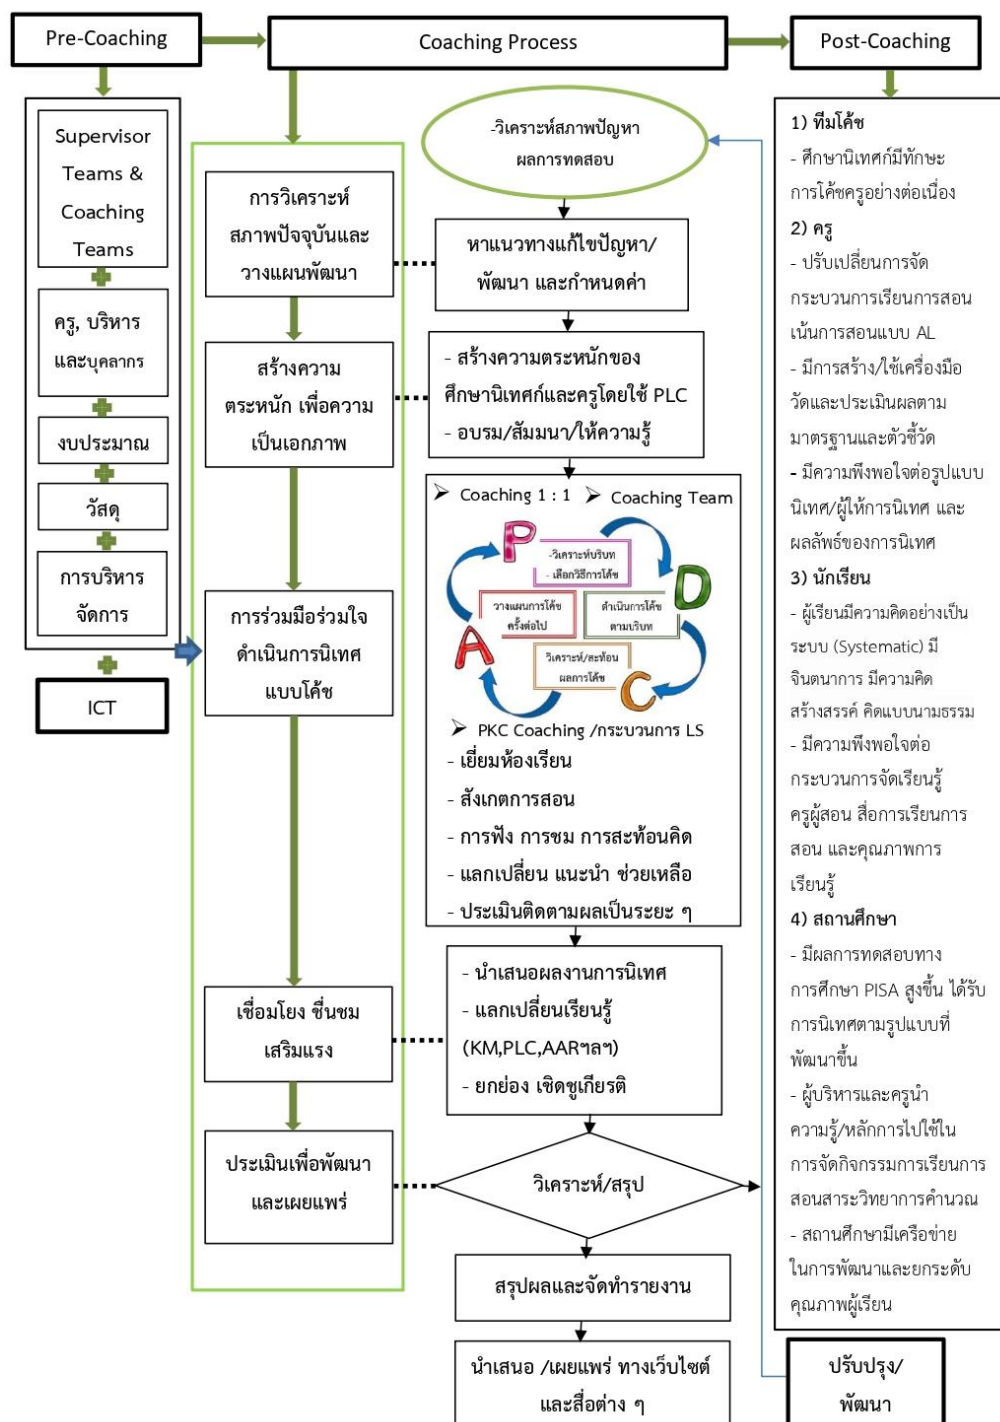 Pre-Coaching
Coaching Process
Post-Coaching
Supervisor
Teams &
Coaching
Teams
ครู, บริหาร
และบุคลากร
งบประมาณ
วัสดุ
การบริหาร
จัดการ
ICT
การวิเคราะห์
สภาพปัจจุบันและ
วางแผนพัฒนา
สร้างความ
ตระหนัก เพื่อความ
เป็นเอกภาพ
การร่วมมือร่วมใจ
ดำเนินการนิเทศ
แบบโค้ช
เชื่อมโยง ชื่นชม
เสริมแรง
ประเมินเพื่อพัฒนา
และเผยแพร่
-วิเคราะห์สภาพปัญหา
ผลการทดสอบ
หาแนวทางแก้ไขปัญหา/
พัฒนา และกำหนดค่า
- สร้างความตระหนักของ
ศึกษานิเทศก์และครูโดยใช้ PLC
- อบรม/สัมมนา/ให้ความรู้
➢ Coaching 1 : 1 ➢ Coaching Team
P
-วิเคราะห์บริบท
- เลือกวิธีการโค้ช
D
วางแผนการโค้ช
ครั้งต่อไป
ดำเนินการโค้ช
ตามบริบท
A
วิเคราะห์/สะท้อน
ผลการโค้ช
C
➢ PKC Coaching /กระบวนการ LS
- เยี่ยมห้องเรียน
- สังเกตการสอน
- การฟัง การชม การสะท้อนคิด
- แลกเปลี่ยน แนะนำ ช่วยเหลือ
- ประเมินติดตามผลเป็นระยะ ๆ
- นำเสนอผลงานการนิเทศ
- แลกเปลี่ยนเรียนรู้
(KM,PLC,AARฯลฯ)
- ยกย่อง เชิดชูเกียรติ
วิเคราะห์/สรุป
สรุปผลและจัดทำรายงาน
นำเสนอ /เผยแพร่ ทางเว็บไซต์
และสื่อต่าง ๆ
1) ทีมโค้ช
- ศึกษานิเทศก์มีทักษะ
การโค้ชครูอย่างต่อเนื่อง
2) ครู
- ปรับเปลี่ยนการจัด
กระบวนการเรียนการสอน
เน้นการสอนแบบ AL
- มีการสร้าง/ใช้เครื่องมือ
วัดและประเมินผลตาม
มาตรฐานและตัวชี้วัด
- มีความพึงพอใจต่อรูปแบบ
นิเทศ/ผู้ให้การนิเทศ และ
ผลลัพธ์ของการนิเทศ
3) นักเรียน
- ผู้เรียนมีความคิดอย่างเป็น
ระบบ (Systematic) มี
จินตนาการ มีความคิด
สร้างสรรค์ คิดแบบนามธรรม
- มีความพึงพอใจต่อ
กระบวนการจัดเรียนรู้
ครูผู้สอน สื่อการเรียนการ
สอน และคุณภาพการ
เรียนรู้
4) สถานศึกษา
- มีผลการทดสอบทาง
การศึกษา PISA สูงขึ้น ได้รับ
การนิเทศตามรูปแบบที่
พัฒนาขึ้น
- ผู้บริหารและครูนำ
ความรู้/หลักการไปใช้ใน
การจัดกิจกรรมการเรียนการ
สอนสาระวิทยาการคำนวณ
- สถานศึกษามีเครือข่าย
ในการพัฒนาและยกระดับ
คุณภาพผู้เรียน
ปรับปรุง/
พัฒนา